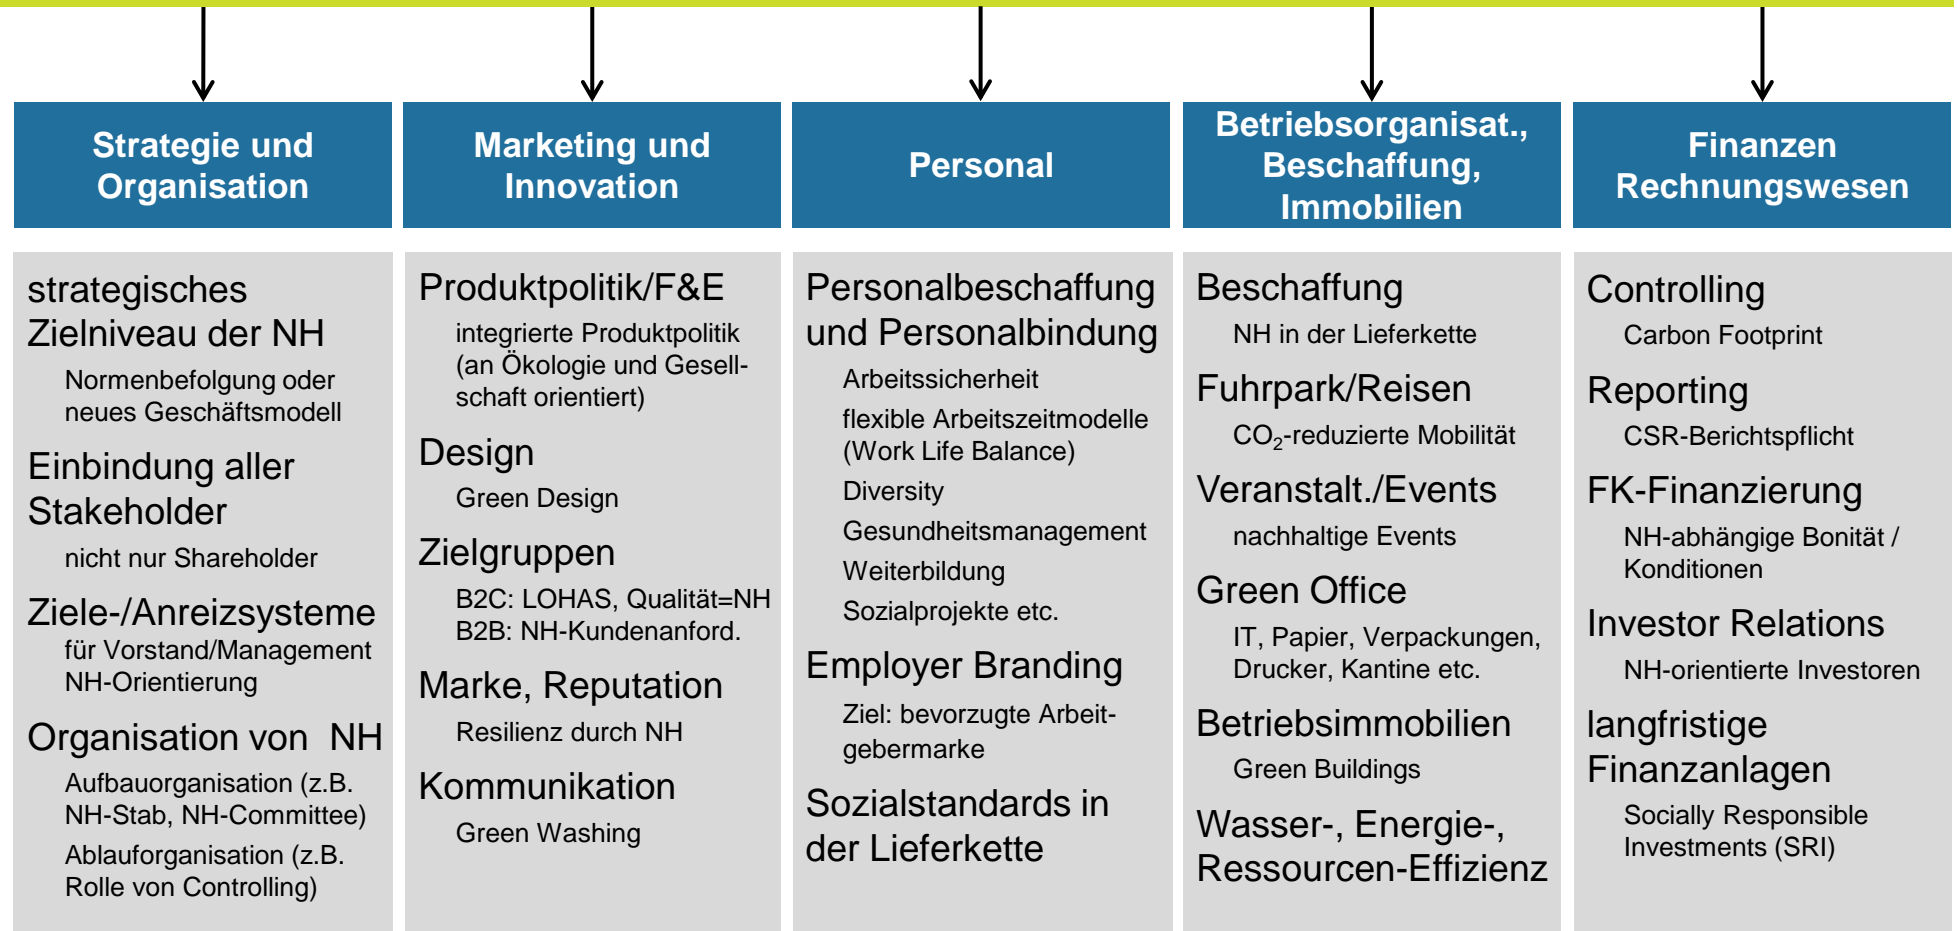 Strategie und
Organisation
Marketing und
Innovation
Personal
Betriebsorganisat.,
Beschaffung,
Immobilien
Finanzen
Rechnungswesen
strategisches
Zielniveau der NH
Normenbefolgung oder
neues Geschäftsmodell
Einbindung aller
Stakeholder
nicht nur Shareholder
Ziele-/Anreizsysteme
für Vorstand/Management
NH-Orientierung
Organisation von  NH
Aufbauorganisation (z.B.
NH-Stab, NH-Committee)
Ablauforganisation (z.B.
Rolle von Controlling)
Produktpolitik/F&E
integrierte Produktpolitik
(an Ökologie und Gesell-
schaft orientiert)
Design
Green Design
Zielgruppen
B2C: LOHAS, Qualität=NH
B2B: NH-Kundenanford.
Marke, Reputation
Resilienz durch NH
Kommunikation
Green Washing
Personalbeschaffung
und Personalbindung
Arbeitssicherheit
flexible Arbeitszeitmodelle
(Work Life Balance)
Diversity
Gesundheitsmanagement
Weiterbildung
Sozialprojekte etc.
Employer Branding
Ziel: bevorzugte Arbeit-
gebermarke
Sozialstandards in
der Lieferkette
Beschaffung
NH in der Lieferkette
Fuhrpark/Reisen
CO₂-reduzierte Mobilität
Veranstalt./Events
nachhaltige Events
Green Office
IT, Papier, Verpackungen,
Drucker, Kantine etc.
Betriebsimmobilien
Green Buildings
Wasser-, Energie-,
Ressourcen-Effizienz
Controlling
Carbon Footprint
Reporting
CSR-Berichtspflicht
FK-Finanzierung
NH-abhängige Bonität /
Konditionen
Investor Relations
NH-orientierte Investoren
langfristige
Finanzanlagen
Socially Responsible
Investments (SRI)